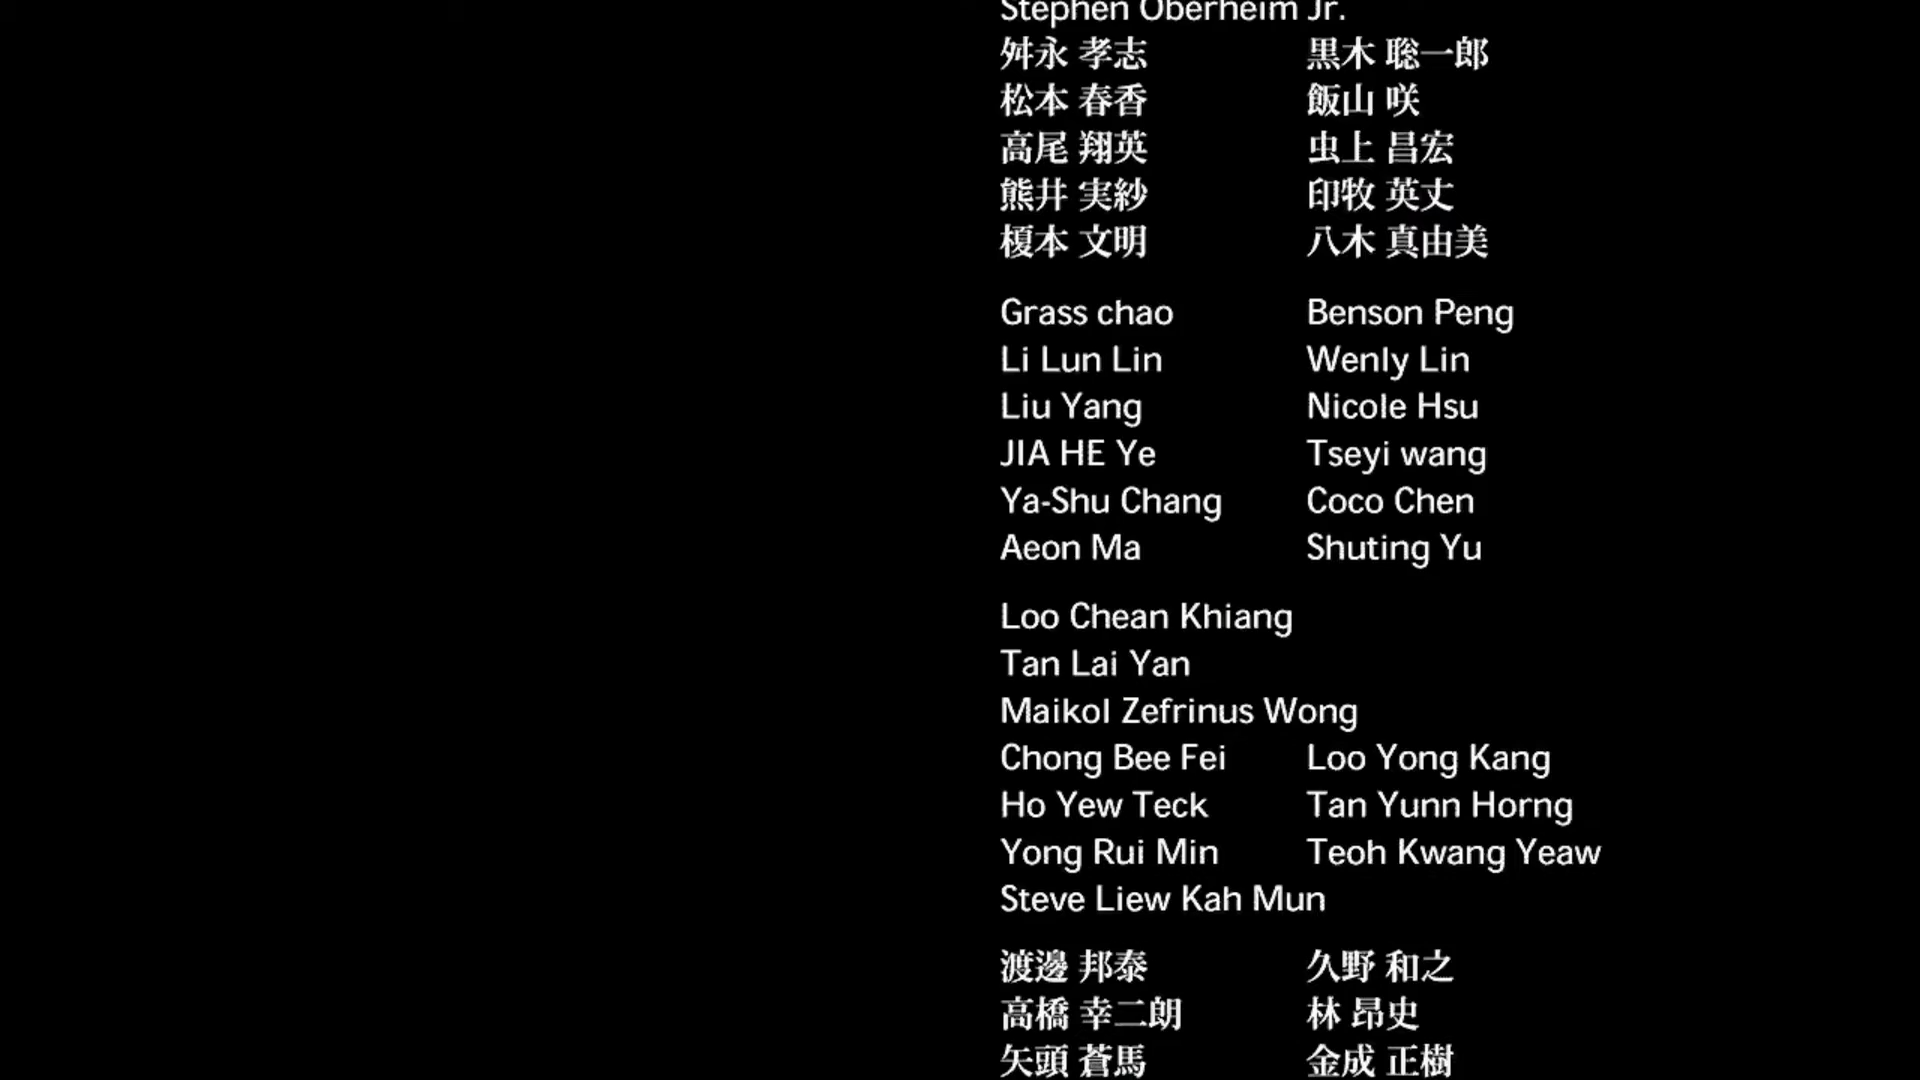 Stephen Oberheim Jr.
舛永 孝志 黒木 聡一郎
松本 春香 飯山 咲
高尾 翔英 虫上 昌宏
熊井 実紗 印牧 英丈
榎本 文明 八木 真由美
Grass chao Benson Peng
Li Lun Lin Wenly Lin
Liu Yang Nicole Hsu
JIA HE Ye Tseyi wang
Ya-Shu Chang Coco Chen
Aeon Ma Shuting Yu
Loo Chean Khiang
Tan Lai Yan
Maikol Zefrinus Wong
Chong Bee Fei Loo Yong Kang
Ho Yew Teck Tan Yunn Horng
Yong Rui Min Teoh Kwang Yeaw
Steve Liew Kah Mun
渡邊 邦泰 久野 和之
高橋 幸二朗 林 昂史
矢頭 蒼馬 金成 正樹